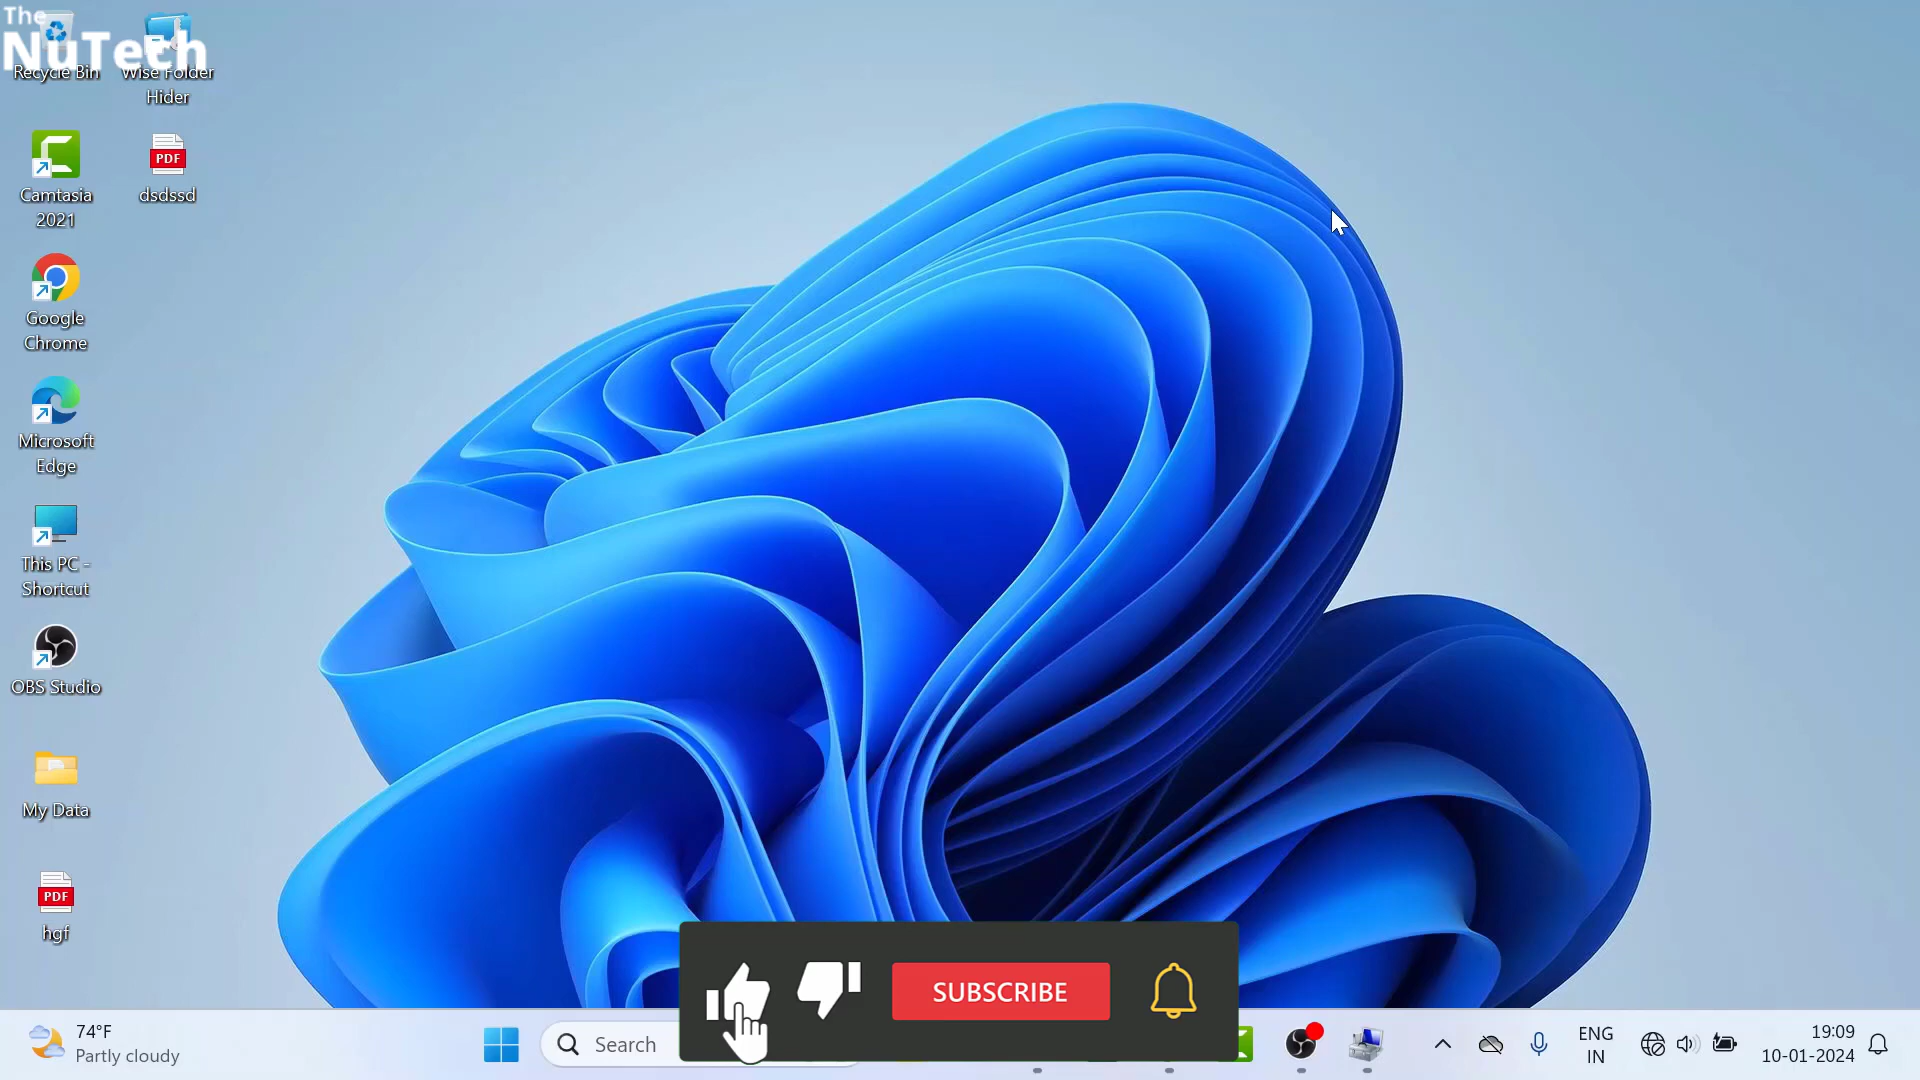 The
NuTech
Recycle Bin
Wise Folder
Hider
Camtasia
2021
PDF
dsdssd
Google
Chrome
Microsoft
Edge
This PC -
Shortcut
OBS Studio
My Data
PDF
hgf
SUBSCRIBE
74°F
Partly cloudy
Search
ENG
IN
19:09
10-01-2024